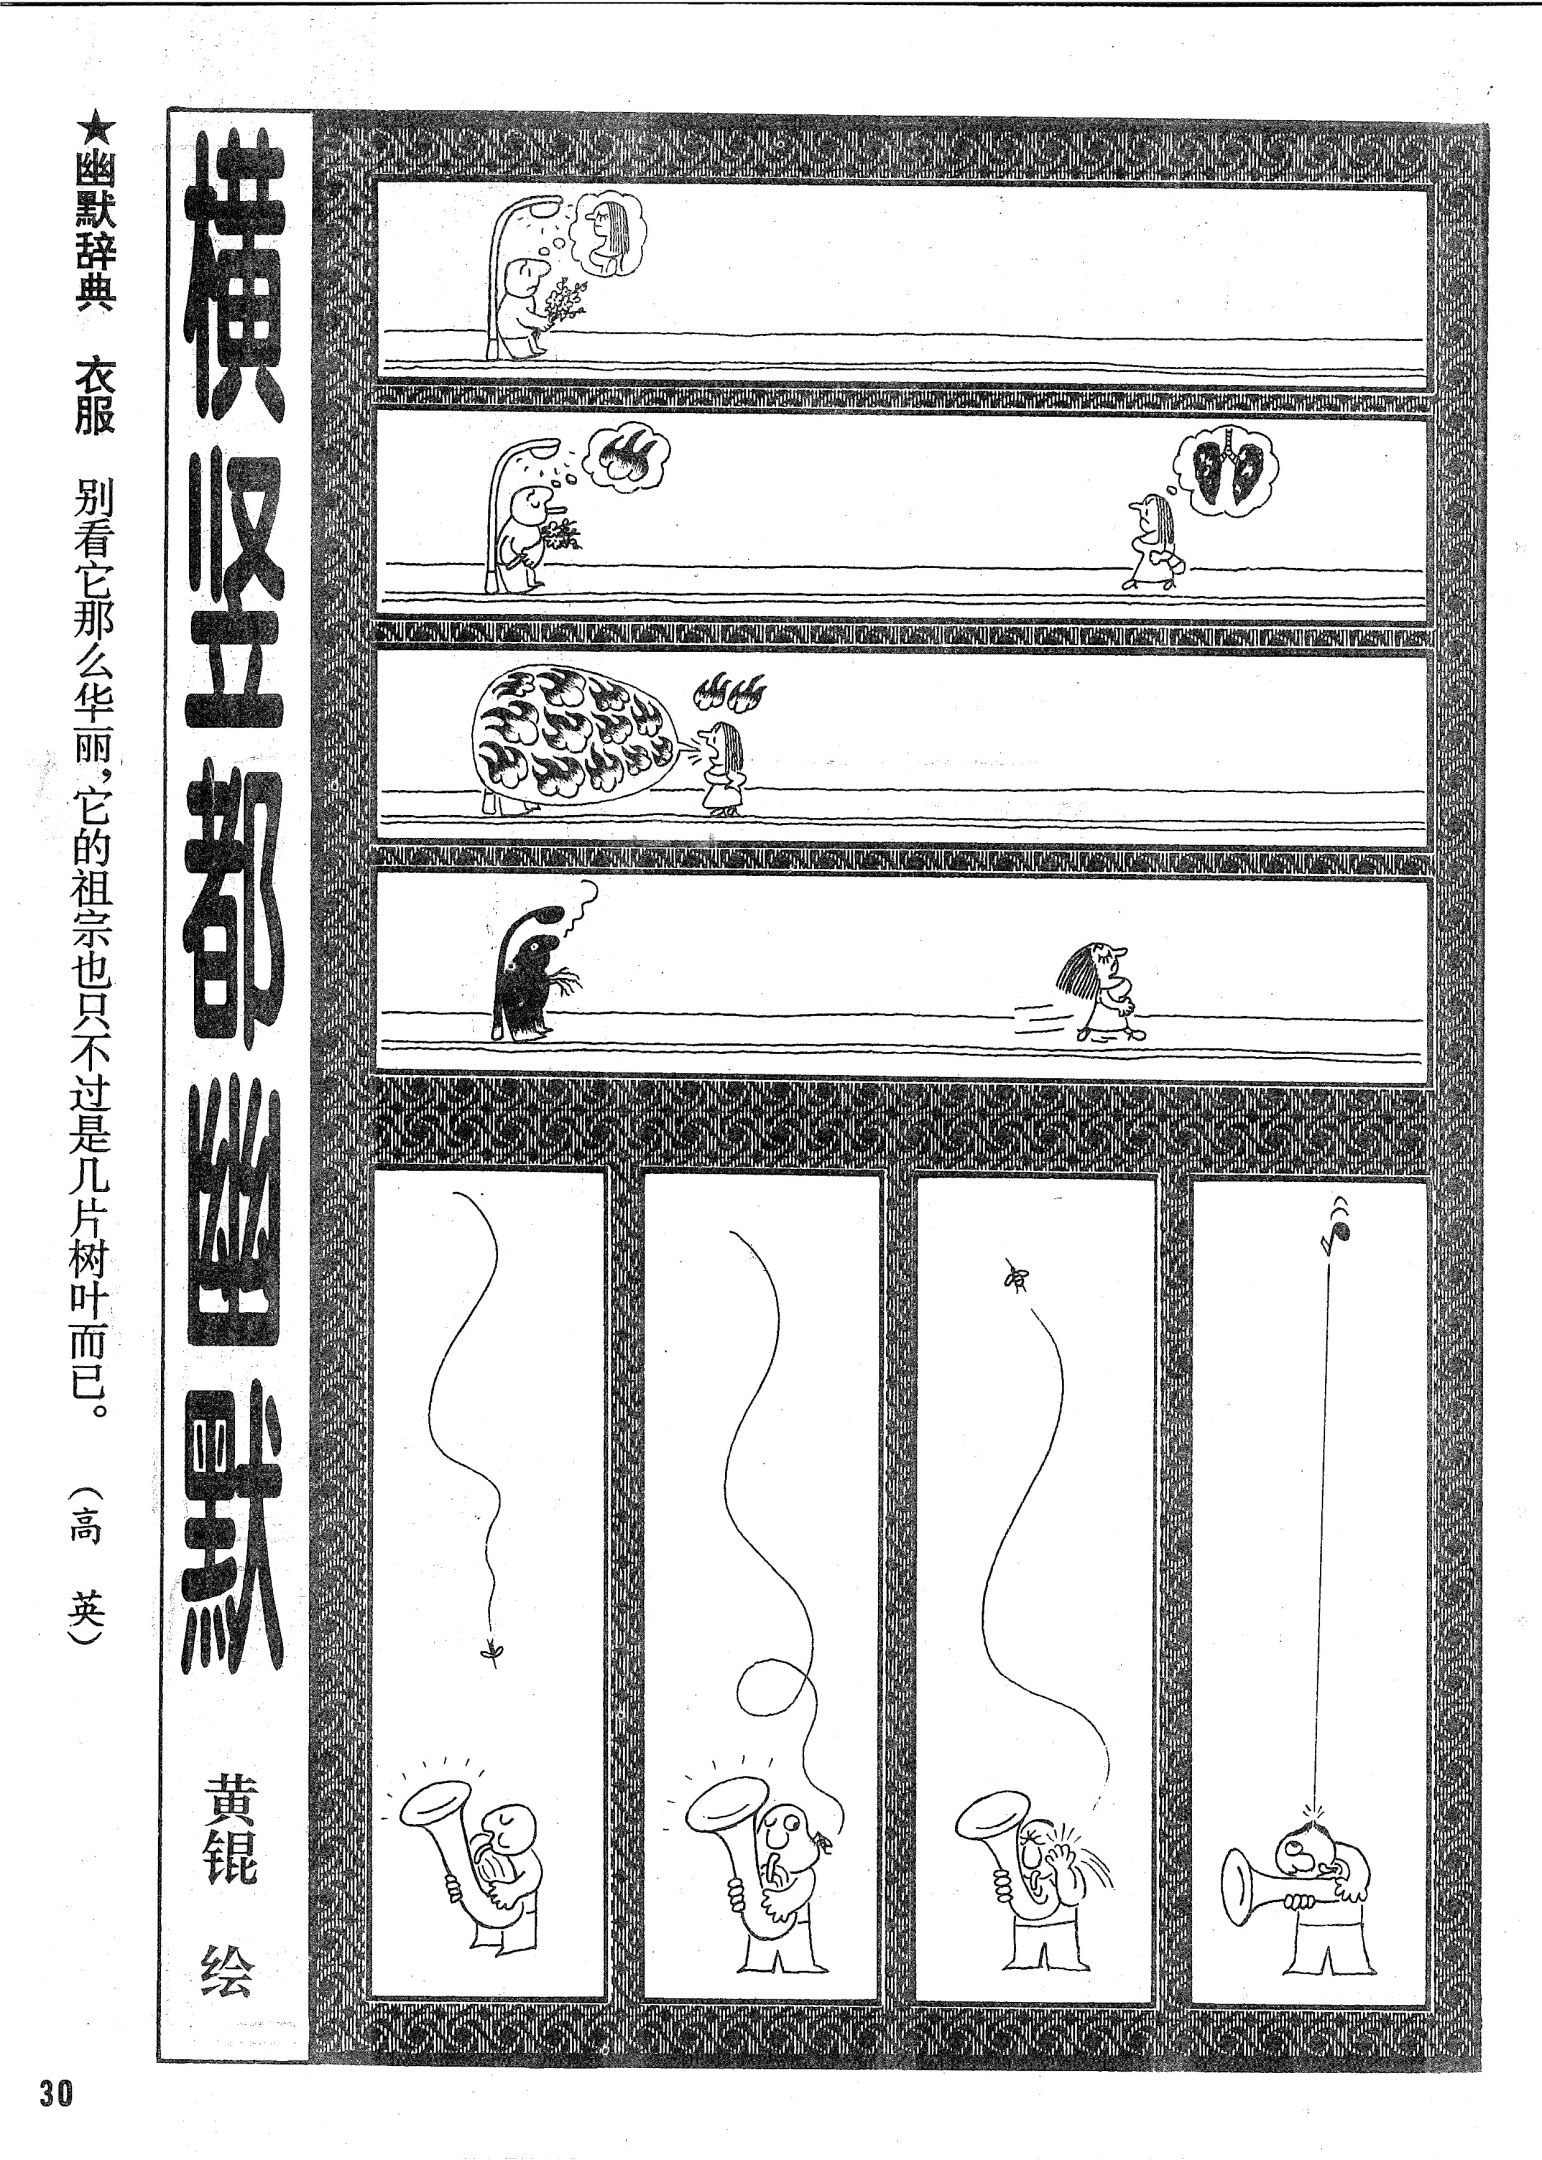 ★幽默辞典　衣服　别看它那么华丽，它的祖宗也只不过是几片树叶而已。　（高　英）
横竖都幽默　黄锟　绘
30